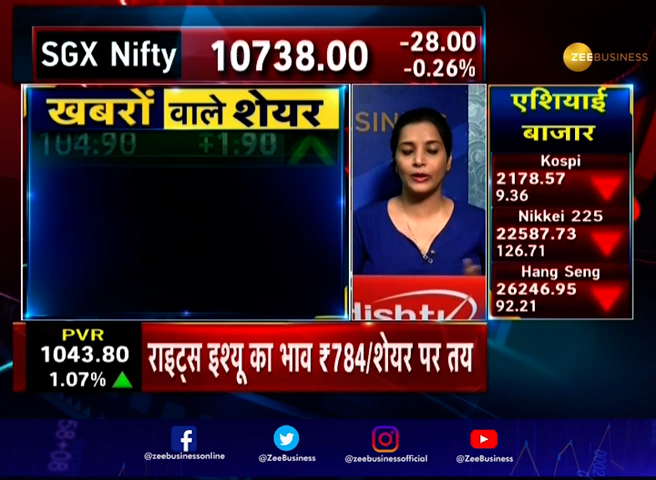 SGX Nifty 10738.00 -28.00
-0.26%
ZEEBUSINESS
खबरों वाले शेयर
104.90 +1.90
SIN
dishtv
एशियाई
बाजार
Kospi
2178.57
9.36
Nikkei 225
22587.73
126.71
Hang Seng
26246.95
92.21
PVR
1043.80
1.07%
राइट्स इश्यू का भाव ₹784/शेयर पर तय
@zeebusinessonline
@ZeeBusiness
@zeebusinessofficial
@ZeeBusiness